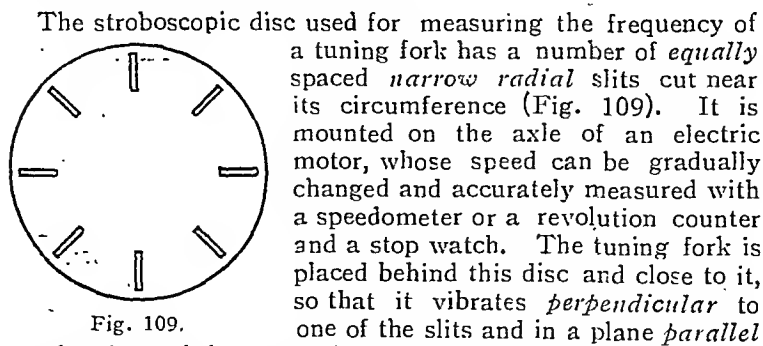 The stroboscopic disc used for measuring the frequency of
a tuning fork has a number of equally
spaced narrow radial slits cut near
its circumference (Fig. 109). It is
mounted on the axle of an electric
motor, whose speed can be gradually
changed and accurately measured with
a speedometer or a revolution counter
and a stop watch. The tuning fork is
placed behind this disc and close to it,
so that it vibrates perpendicular to
Fig. 109.
one of the slits and in a plane parallel